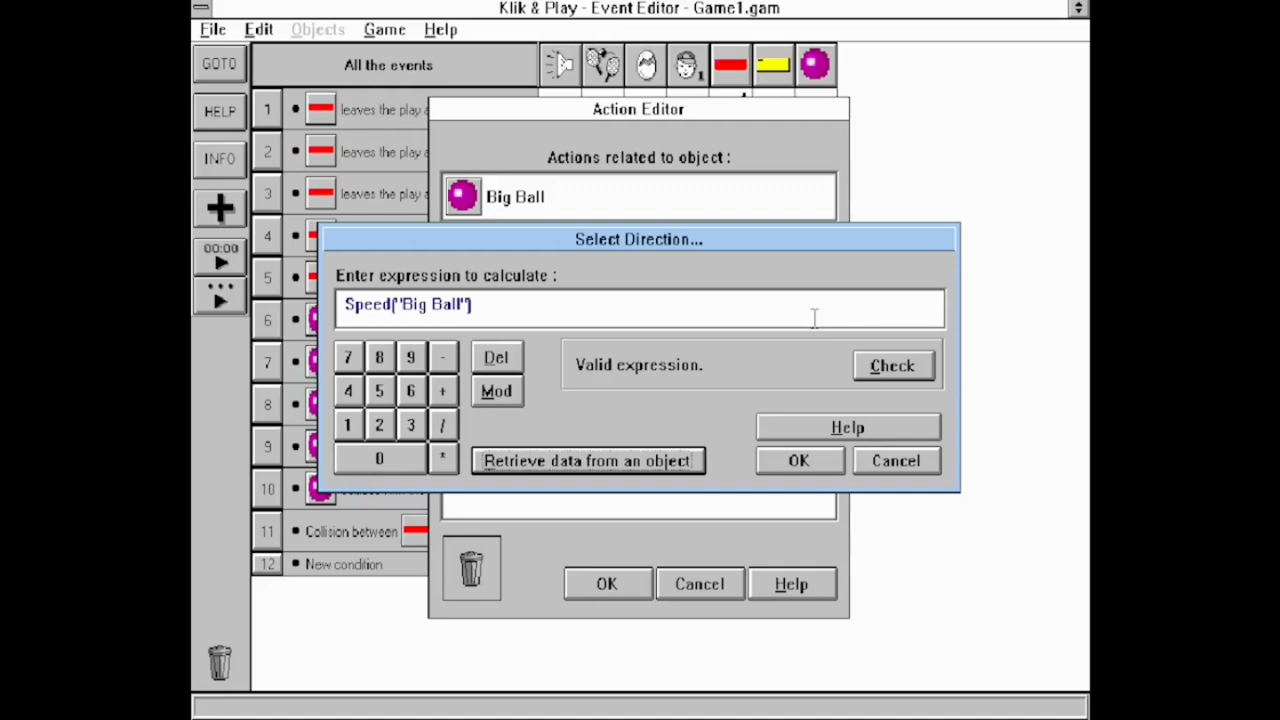 Klik & Play - Event Editor - Game1.gam
File Edit Objects Game Help
GOTO
All the events
1
HELP
1 leaves the play a
Action Editor
2 leaves the play a
INFO
Actions related to object :
3 leaves the play a
Big Ball
4
00:00
5
Select Direction...
Enter expression to calculate :
Speed("Big Ball")
6
7
8
9
10
7 8 9 - Del
Valid expression.
Check
4 5 6 + Mod
1 2 3 /
Help
0 *
Retrieve data from an object
OK Cancel
11 Collision between
12 New condition
OK Cancel Help